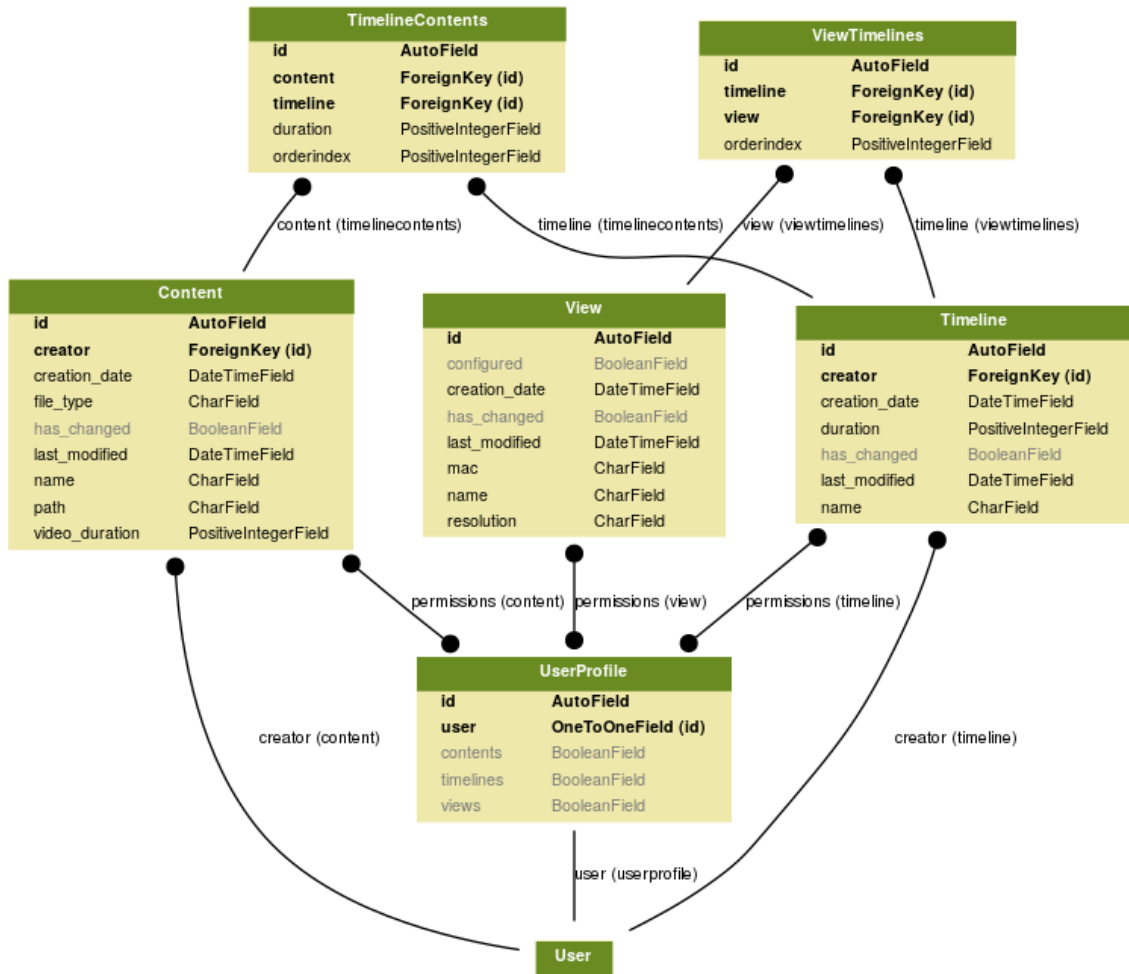 TimelineContents
id AutoField
content ForeignKey (id)
timeline ForeignKey (id)
duration PositiveIntegerField
orderindex PositiveIntegerField
ViewTimelines
id AutoField
timeline ForeignKey (id)
view ForeignKey (id)
orderindex PositiveIntegerField
content (timelinecontents)
timeline (timelinecontents)
view (viewtimelines)
timeline (viewtimelines)
Content
id AutoField
creator ForeignKey (id)
creation_date DateTimeField
file_type CharField
has_changed BooleanField
last_modified DateTimeField
name CharField
path CharField
video_duration PositiveIntegerField
View
id AutoField
configured BooleanField
creation_date DateTimeField
has_changed BooleanField
last_modified DateTimeField
mac CharField
name CharField
resolution CharField
Timeline
id AutoField
creator ForeignKey (id)
creation_date DateTimeField
duration PositiveIntegerField
has_changed BooleanField
last_modified DateTimeField
name CharField
permissions (content)
permissions (view)
permissions (timeline)
UserProfile
id AutoField
user OneToOneField (id)
contents BooleanField
timelines BooleanField
views BooleanField
creator (content)
creator (timeline)
user (userprofile)
User